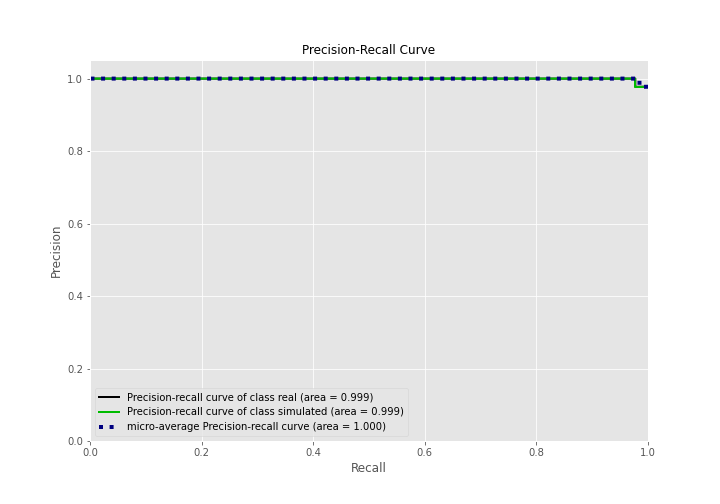 Precision-Recall Curve
1.0
0.8
0.6
0.4
0.2
0.0
Precision
Precision-recall curve of class real (area = 0.999)
Precision-recall curve of class simulated (area = 0.999)
micro-average Precision-recall curve (area = 1.000)
0.0 0.2 0.4 0.6 0.8 1.0
Recall